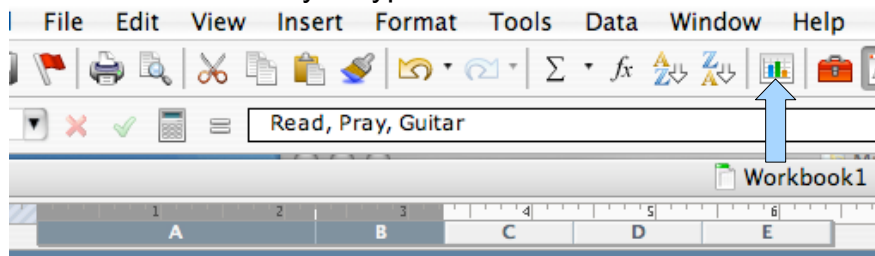 File Edit View Insert Format Tools Data Window Help
Σ fx A Z Z A
= Read, Pray, Guitar
Workbook1
1 2 3 4 5 6
A B C D E